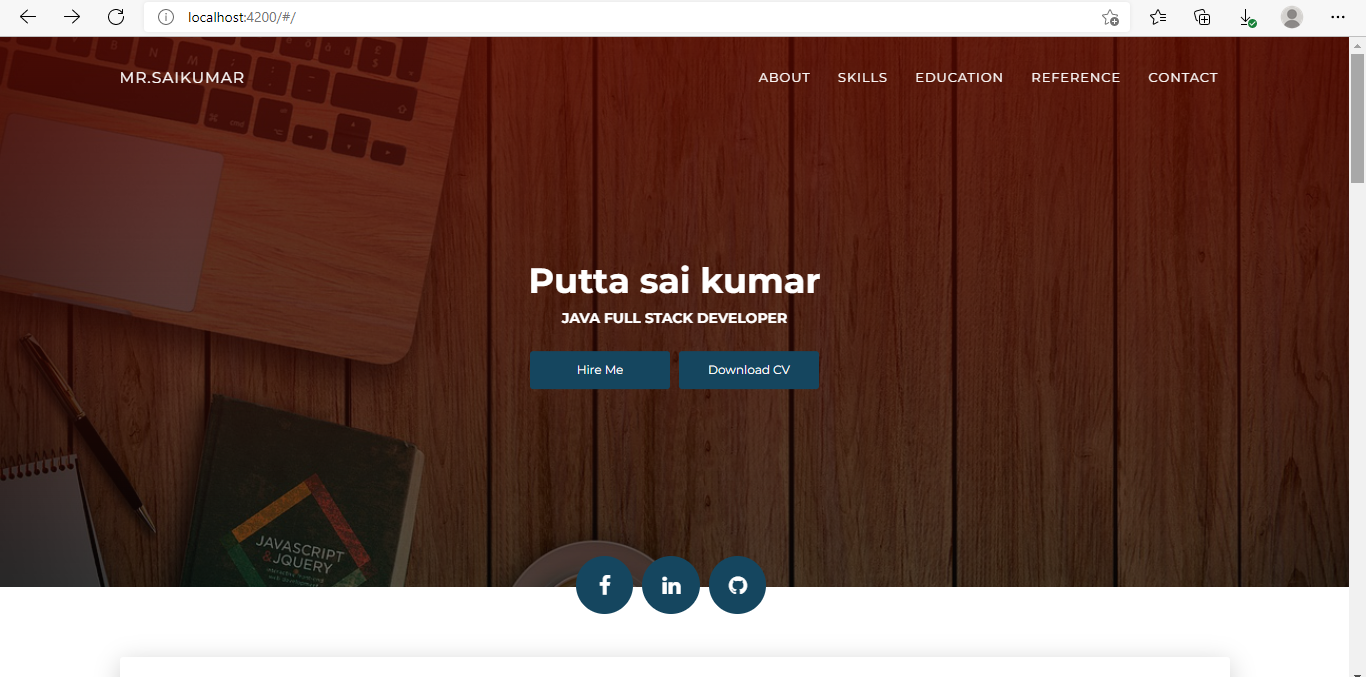 localhost:4200/#/
MR.SAIKUMAR
ABOUT SKILLS EDUCATION REFERENCE CONTACT
Putta sai kumar
JAVA FULL STACK DEVELOPER
Hire Me Download CV
JAVASCRIPT
& JQUERY
f in